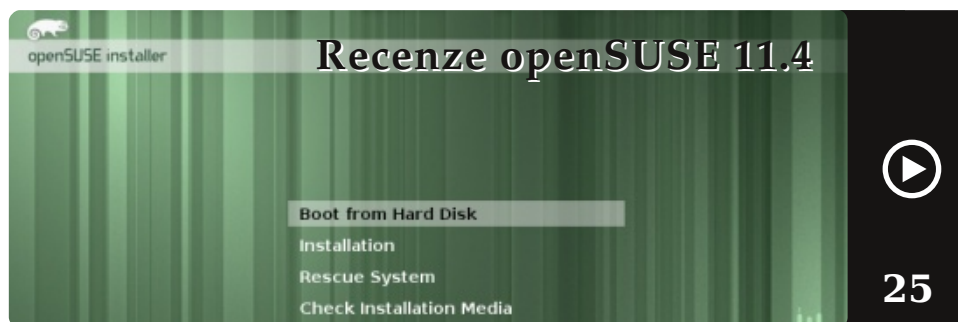 openSUSE installer
Recenze openSUSE 11.4
Boot from Hard Disk
Installation
Rescue System
Check Installation Media
25